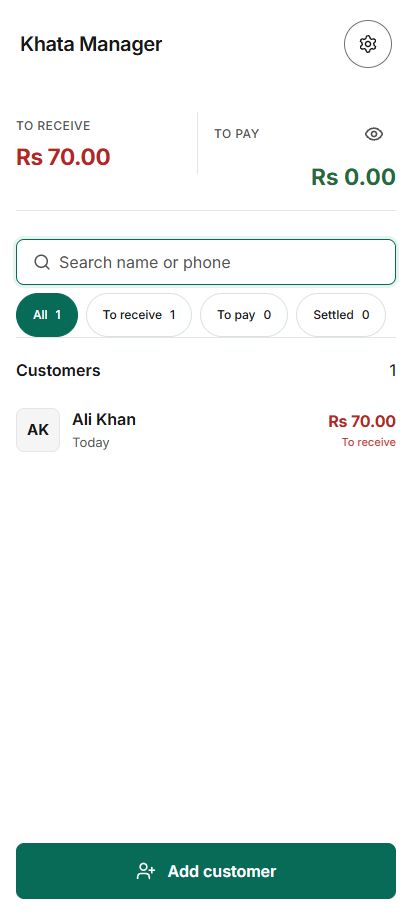 Khata Manager
TO RECEIVE
Rs 70.00
TO PAY
Rs 0.00
Search name or phone
All 1
To receive 1
To pay 0
Settled 0
Customers 1
AK
Ali Khan
Today
Rs 70.00
To receive
Add customer